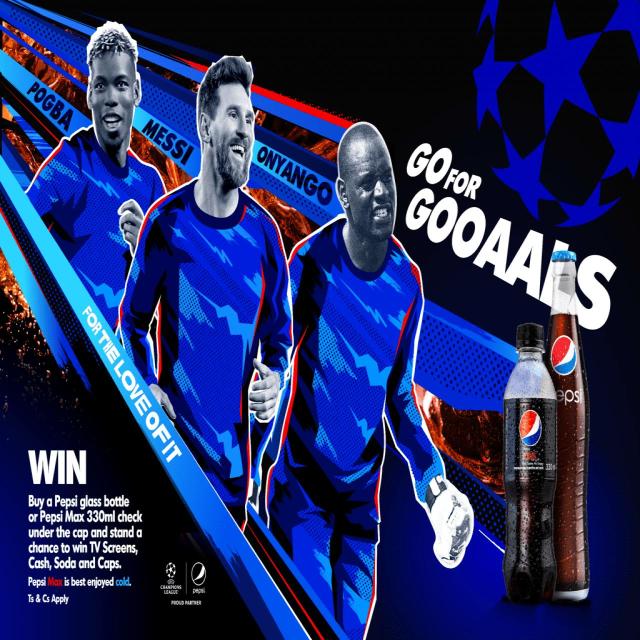 POGBA
MESSI
ONYANGO
GO FOR
GOOAALS
FOR THE LOVE OF IT
WIN
Buy a Pepsi glass bottle
or Pepsi Max 330ml check
under the cap and stand a
chance to win TV Screens,
Cash, Soda and Caps.
Pepsi Max is best enjoyed cold.
Ts & Cs Apply
UEFA
CHAMPIONS
LEAGUE
pepsi
PROUD PARTNER
epsi